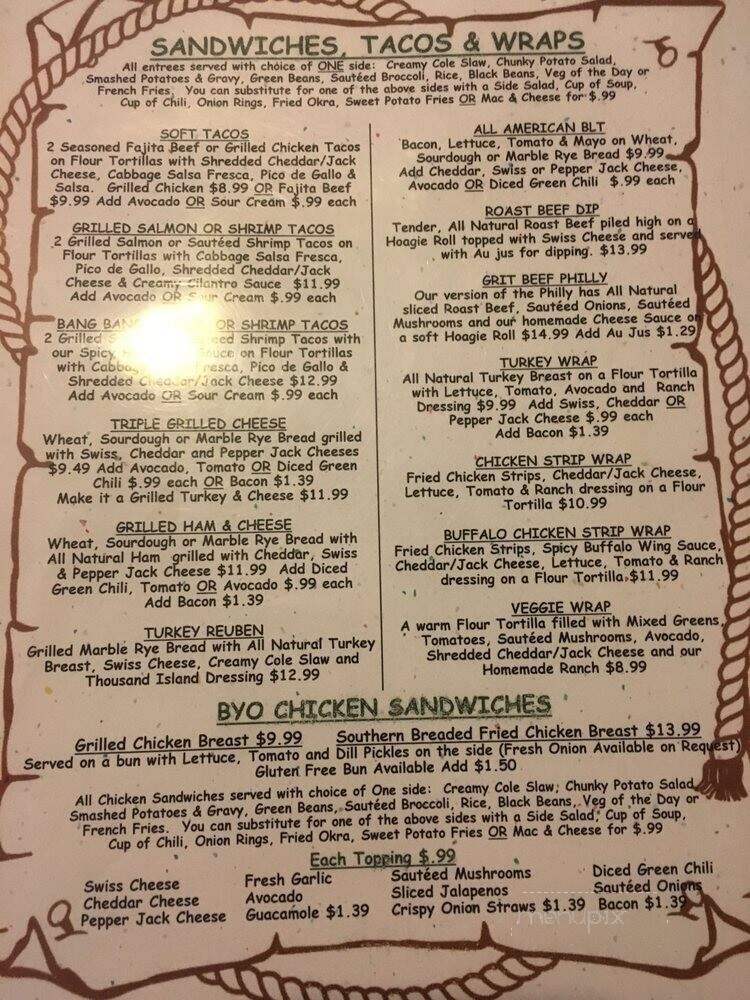 SANDWICHES, TACOS & WRAPS
All entrees served with choice of ONE side: Creamy Cole Slaw, Chunky Potato Salad,
Smashed Potatoes & Gravy, Green Beans, Sautéed Broccoli, Rice, Black Beans, Veg of the Day or
French Fries. You can substitute for one of the above sides with a Side Salad, Cup of Soup,
Cup of Chili, Onion Rings, Fried Okra, Sweet Potato Fries OR Mac & Cheese for $.99
SOFT TACOS
2 Seasoned Fajita Beef or Grilled Chicken Tacos
on Flour Tortillas with Shredded Cheddar/Jack
Cheese, Cabbage Salsa Fresca, Pico de Gallo &
Salsa. Grilled Chicken $8.99 OR Fajita Beef
$9.99 Add Avocado OR Sour Cream $.99 each
GRILLED SALMON OR SHRIMP TACOS
2 Grilled Salmon or Sautéed Shrimp Tacos on
Flour Tortillas with Cabbage Salsa Fresca,
Pico de Gallo, Shredded Cheddar/Jack
Cheese & Creamy Cilantro Sauce $11.99
Add Avocado OR Sour Cream $.99 each
BANG OR SHRIMP TACOS
2 Grilled Shrimp Tacos with
our Spicy Sauce on Flour Tortillas
with Cabbage Fresca, Pico de Gallo &
Shredded Cheddar/Jack Cheese $12.99
Add Avocado OR Sour Cream $.99 each
TRIPLE GRILLED CHEESE
Wheat, Sourdough or Marble Rye Bread grilled
with Swiss, Cheddar and Pepper Jack Cheeses
$9.49 Add Avocado, Tomato OR Diced Green
Chili $.99 each OR Bacon $1.39
Make it a Grilled Turkey & Cheese $11.99
GRILLED HAM & CHEESE
Wheat, Sourdough or Marble Rye Bread with
All Natural Ham grilled with Cheddar, Swiss
& Pepper Jack Cheese $11.99 Add Diced
Green Chili, Tomato OR Avocado $.99 each
Add Bacon $1.39
TURKEY REUBEN
Grilled Marble Rye Bread with All Natural Turkey
Breast, Swiss Cheese, Creamy Cole Slaw and
Thousand Island Dressing $12.99
ALL AMERICAN BLT
Bacon, Lettuce, Tomato & Mayo on Wheat,
Sourdough or Marble Rye Bread $9.99
Add Cheddar, Swiss or Pepper Jack Cheese,
Avocado OR Diced Green Chili $.99 each
ROAST BEEF DIP
Tender, All Natural Roast Beef piled high on a
Hoagie Roll topped with Swiss Cheese and served
with Au jus for dipping. $13.99
GRIT BEEF PHILLY
Our version of the Philly has All Natural
sliced Roast Beef, Sautéed Onions, Sautéed
Mushrooms and our homemade Cheese Sauce on
a soft Hoagie Roll $14.99 Add Au Jus $1.29
TURKEY WRAP
All Natural Turkey Breast on a Flour Tortilla
with Lettuce, Tomato, Avocado and Ranch
Dressing $9.99 Add Swiss, Cheddar OR
Pepper Jack Cheese $.99 each
Add Bacon $1.39
CHICKEN STRIP WRAP
Fried Chicken Strips, Cheddar/Jack Cheese,
Lettuce, Tomato & Ranch dressing on a Flour
Tortilla $10.99
BUFFALO CHICKEN STRIP WRAP
Fried Chicken Strips, Spicy Buffalo Wing Sauce,
Cheddar/Jack Cheese, Lettuce, Tomato & Ranch
dressing on a Flour Tortilla $11.99
VEGGIE WRAP
A warm Flour Tortilla filled with Mixed Greens,
Tomatoes, Sautéed Mushrooms, Avocado,
Shredded Cheddar/Jack Cheese and our
Homemade Ranch $8.99
BYO CHICKEN SANDWICHES
Grilled Chicken Breast $9.99 Southern Breaded Fried Chicken Breast $13.99
Served on a bun with Lettuce, Tomato and Dill Pickles on the side (Fresh Onion Available on Request)
Gluten Free Bun Available Add $1.50
All Chicken Sandwiches served with choice of One side: Creamy Cole Slaw, Chunky Potato Salad,
Smashed Potatoes & Gravy, Green Beans, Sautéed Broccoli, Rice, Black Beans, Veg of the Day or
French Fries. You can substitute for one of the above sides with a Side Salad, Cup of Soup,
Cup of Chili, Onion Rings, Fried Okra, Sweet Potato Fries OR Mac & Cheese for $.99
Each Topping $.99
Swiss Cheese Fresh Garlic Sautéed Mushrooms Diced Green Chili
Cheddar Cheese Avocado Sliced Jalapenos Sautéed Onions
Pepper Jack Cheese Guacamole $1.39 Crispy Onion Straws $1.39 Bacon $1.39
menupix